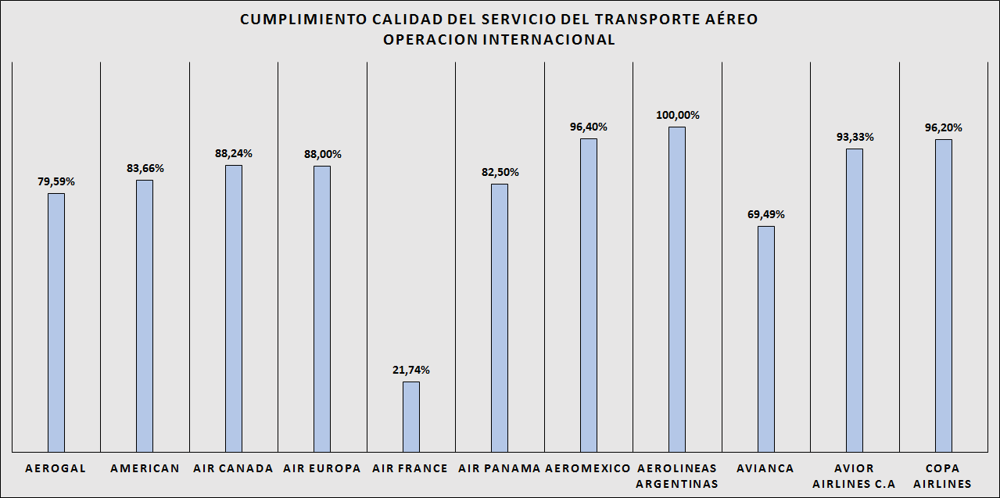 CUMPLIMIENTO CALIDAD DEL SERVICIO DEL TRANSPORTE AÉREO
OPERACION INTERNACIONAL
79,59%
83,66%
88,24%
88,00%
21,74%
82,50%
96,40%
100,00%
69,49%
93,33%
96,20%
AEROGAL
AMERICAN
AIR CANADA
AIR EUROPA
AIR FRANCE
AIR PANAMA
AEROMEXICO
AEROLINEAS
ARGENTINAS
AVIANCA
AVIOR
AIRLINES C.A
COPA
AIRLINES